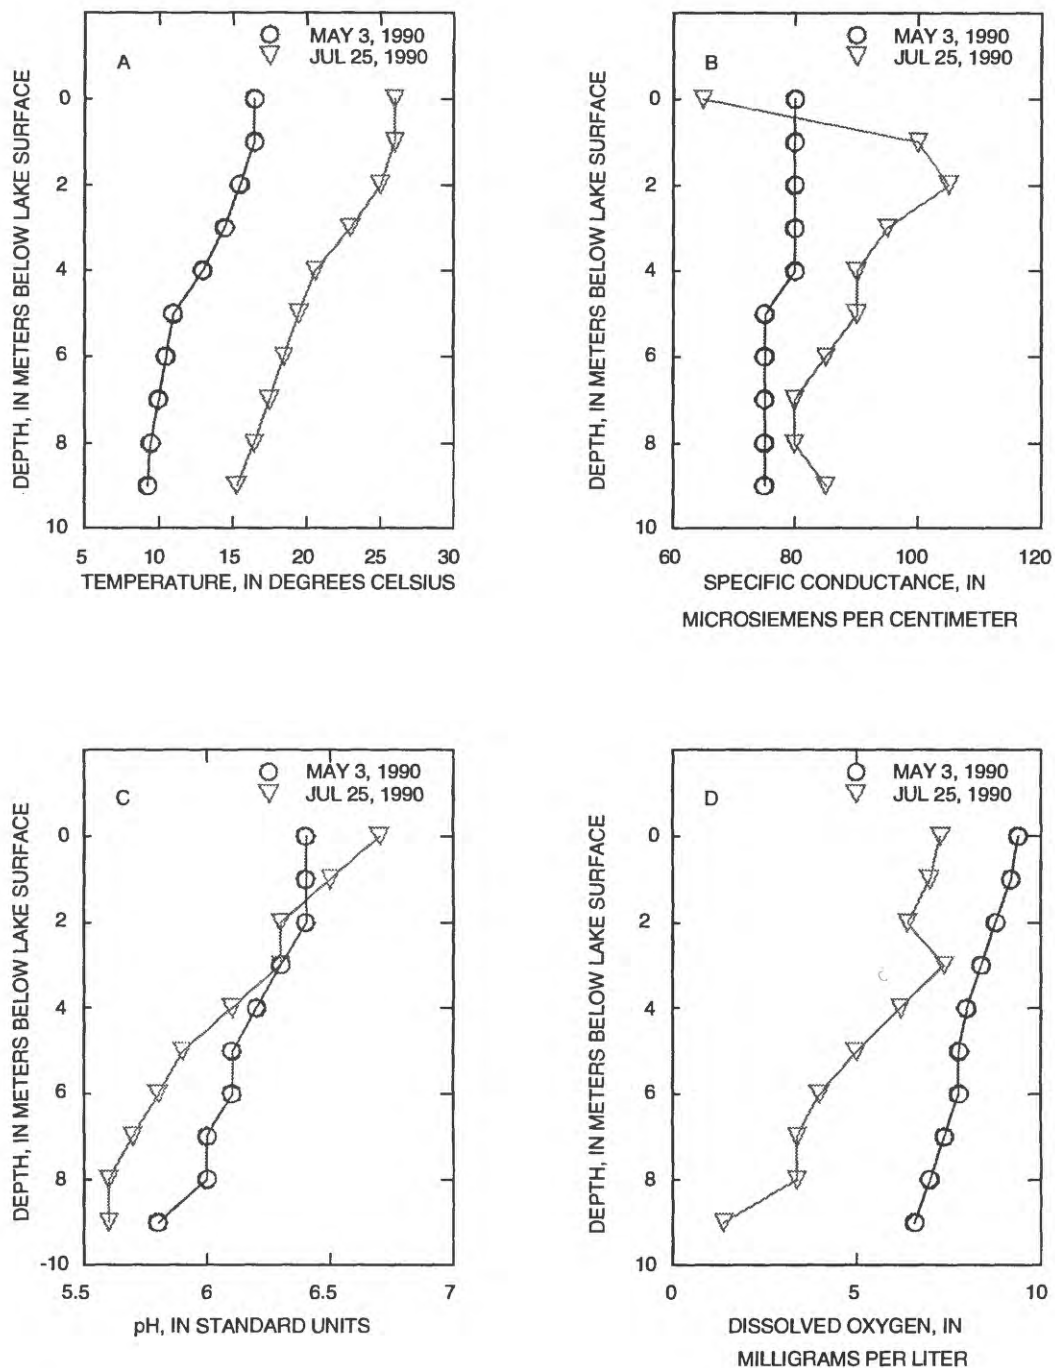 A
MAY 3, 1990
JUL 25, 1990
DEPTH, IN METERS BELOW LAKE SURFACE
0
2
4
6
8
10
5 10 15 20 25 30
TEMPERATURE, IN DEGREES CELSIUS
B
MAY 3, 1990
JUL 25, 1990
DEPTH, IN METERS BELOW LAKE SURFACE
0
2
4
6
8
10
60 80 100 120
SPECIFIC CONDUCTANCE, IN
MICROSIEMENS PER CENTIMETER
C
MAY 3, 1990
JUL 25, 1990
DEPTH, IN METERS BELOW LAKE SURFACE
0
2
4
6
8
-10
5.5 6 6.5 7
pH, IN STANDARD UNITS
D
MAY 3, 1990
JUL 25, 1990
DEPTH, IN METERS BELOW LAKE SURFACE
0
2
4
6
8
10
0 5 10
DISSOLVED OXYGEN, IN
MILLIGRAMS PER LITER